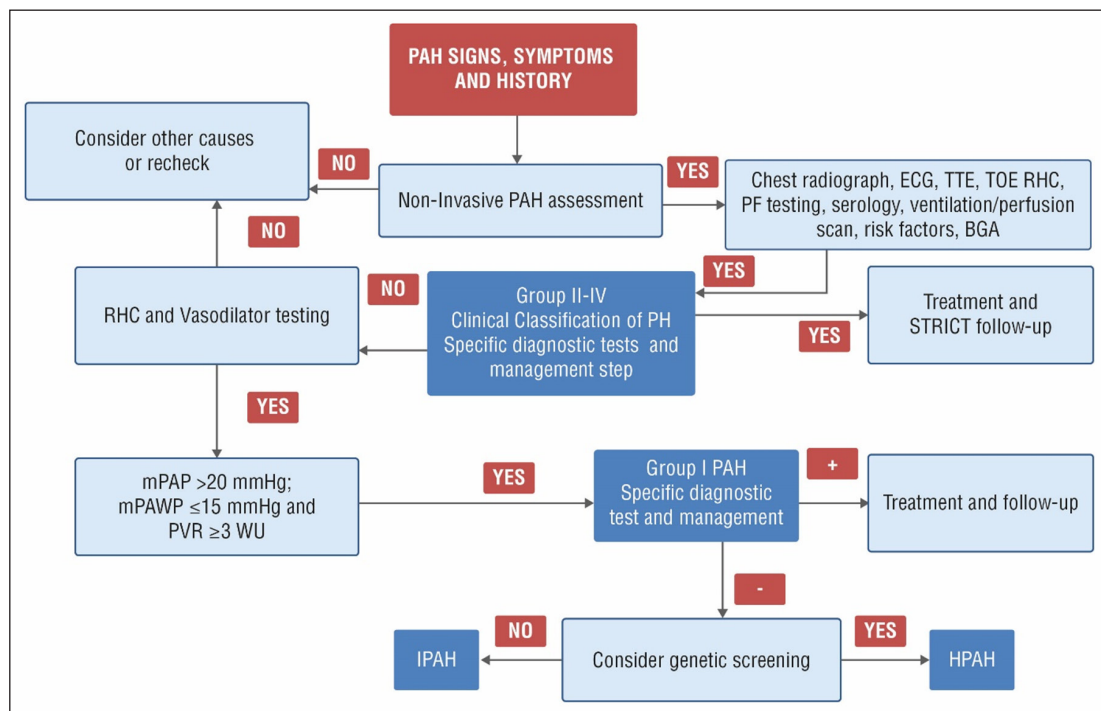 PAH SIGNS, SYMPTOMS
AND HISTORY
Consider other causes
or recheck
NO
Non-Invasive PAH assessment
YES
Chest radiograph, ECG, TTE, TOE RHC,
PF testing, serology, ventilation/perfusion
scan, risk factors, BGA
NO
YES
RHC and Vasodilator testing
NO
Group II-IV
Clinical Classification of PH
Specific diagnostic tests and
management step
YES
Treatment and
STRICT follow-up
YES
mPAP >20 mmHg;
mPAWP ≤15 mmHg and
PVR ≥3 WU
YES
Group I PAH
Specific diagnostic
test and management
+
Treatment and follow-up
-
IPAH
NO
Consider genetic screening
YES
HPAH